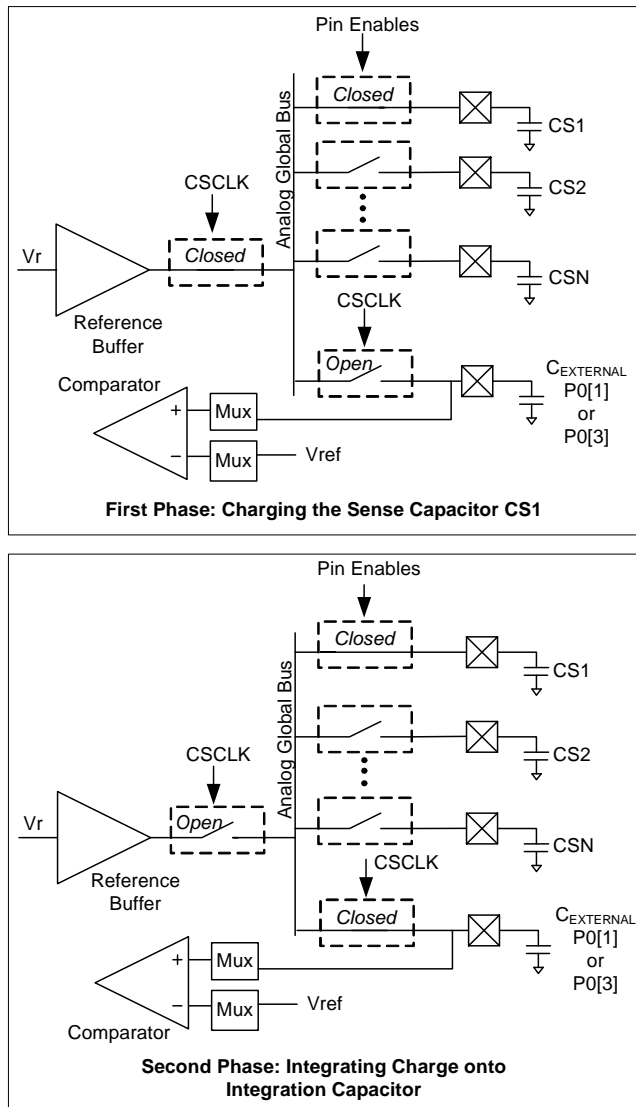 Pin Enables
Closed
CS1
Analog Global Bus
CSCLK
CS2
Vr
Closed
CSN
Reference
Buffer
CSCLK
Open
Comparator
C_EXTERNAL
P0[1]
or
P0[3]
+
Mux
−
Mux
Vref
First Phase: Charging the Sense Capacitor CS1
Pin Enables
Closed
CS1
Analog Global Bus
CSCLK
CS2
Vr
Open
CSN
Reference
Buffer
CSCLK
Closed
C_EXTERNAL
P0[1]
or
P0[3]
+
Mux
−
Mux
Vref
Comparator
Second Phase: Integrating Charge onto
Integration Capacitor